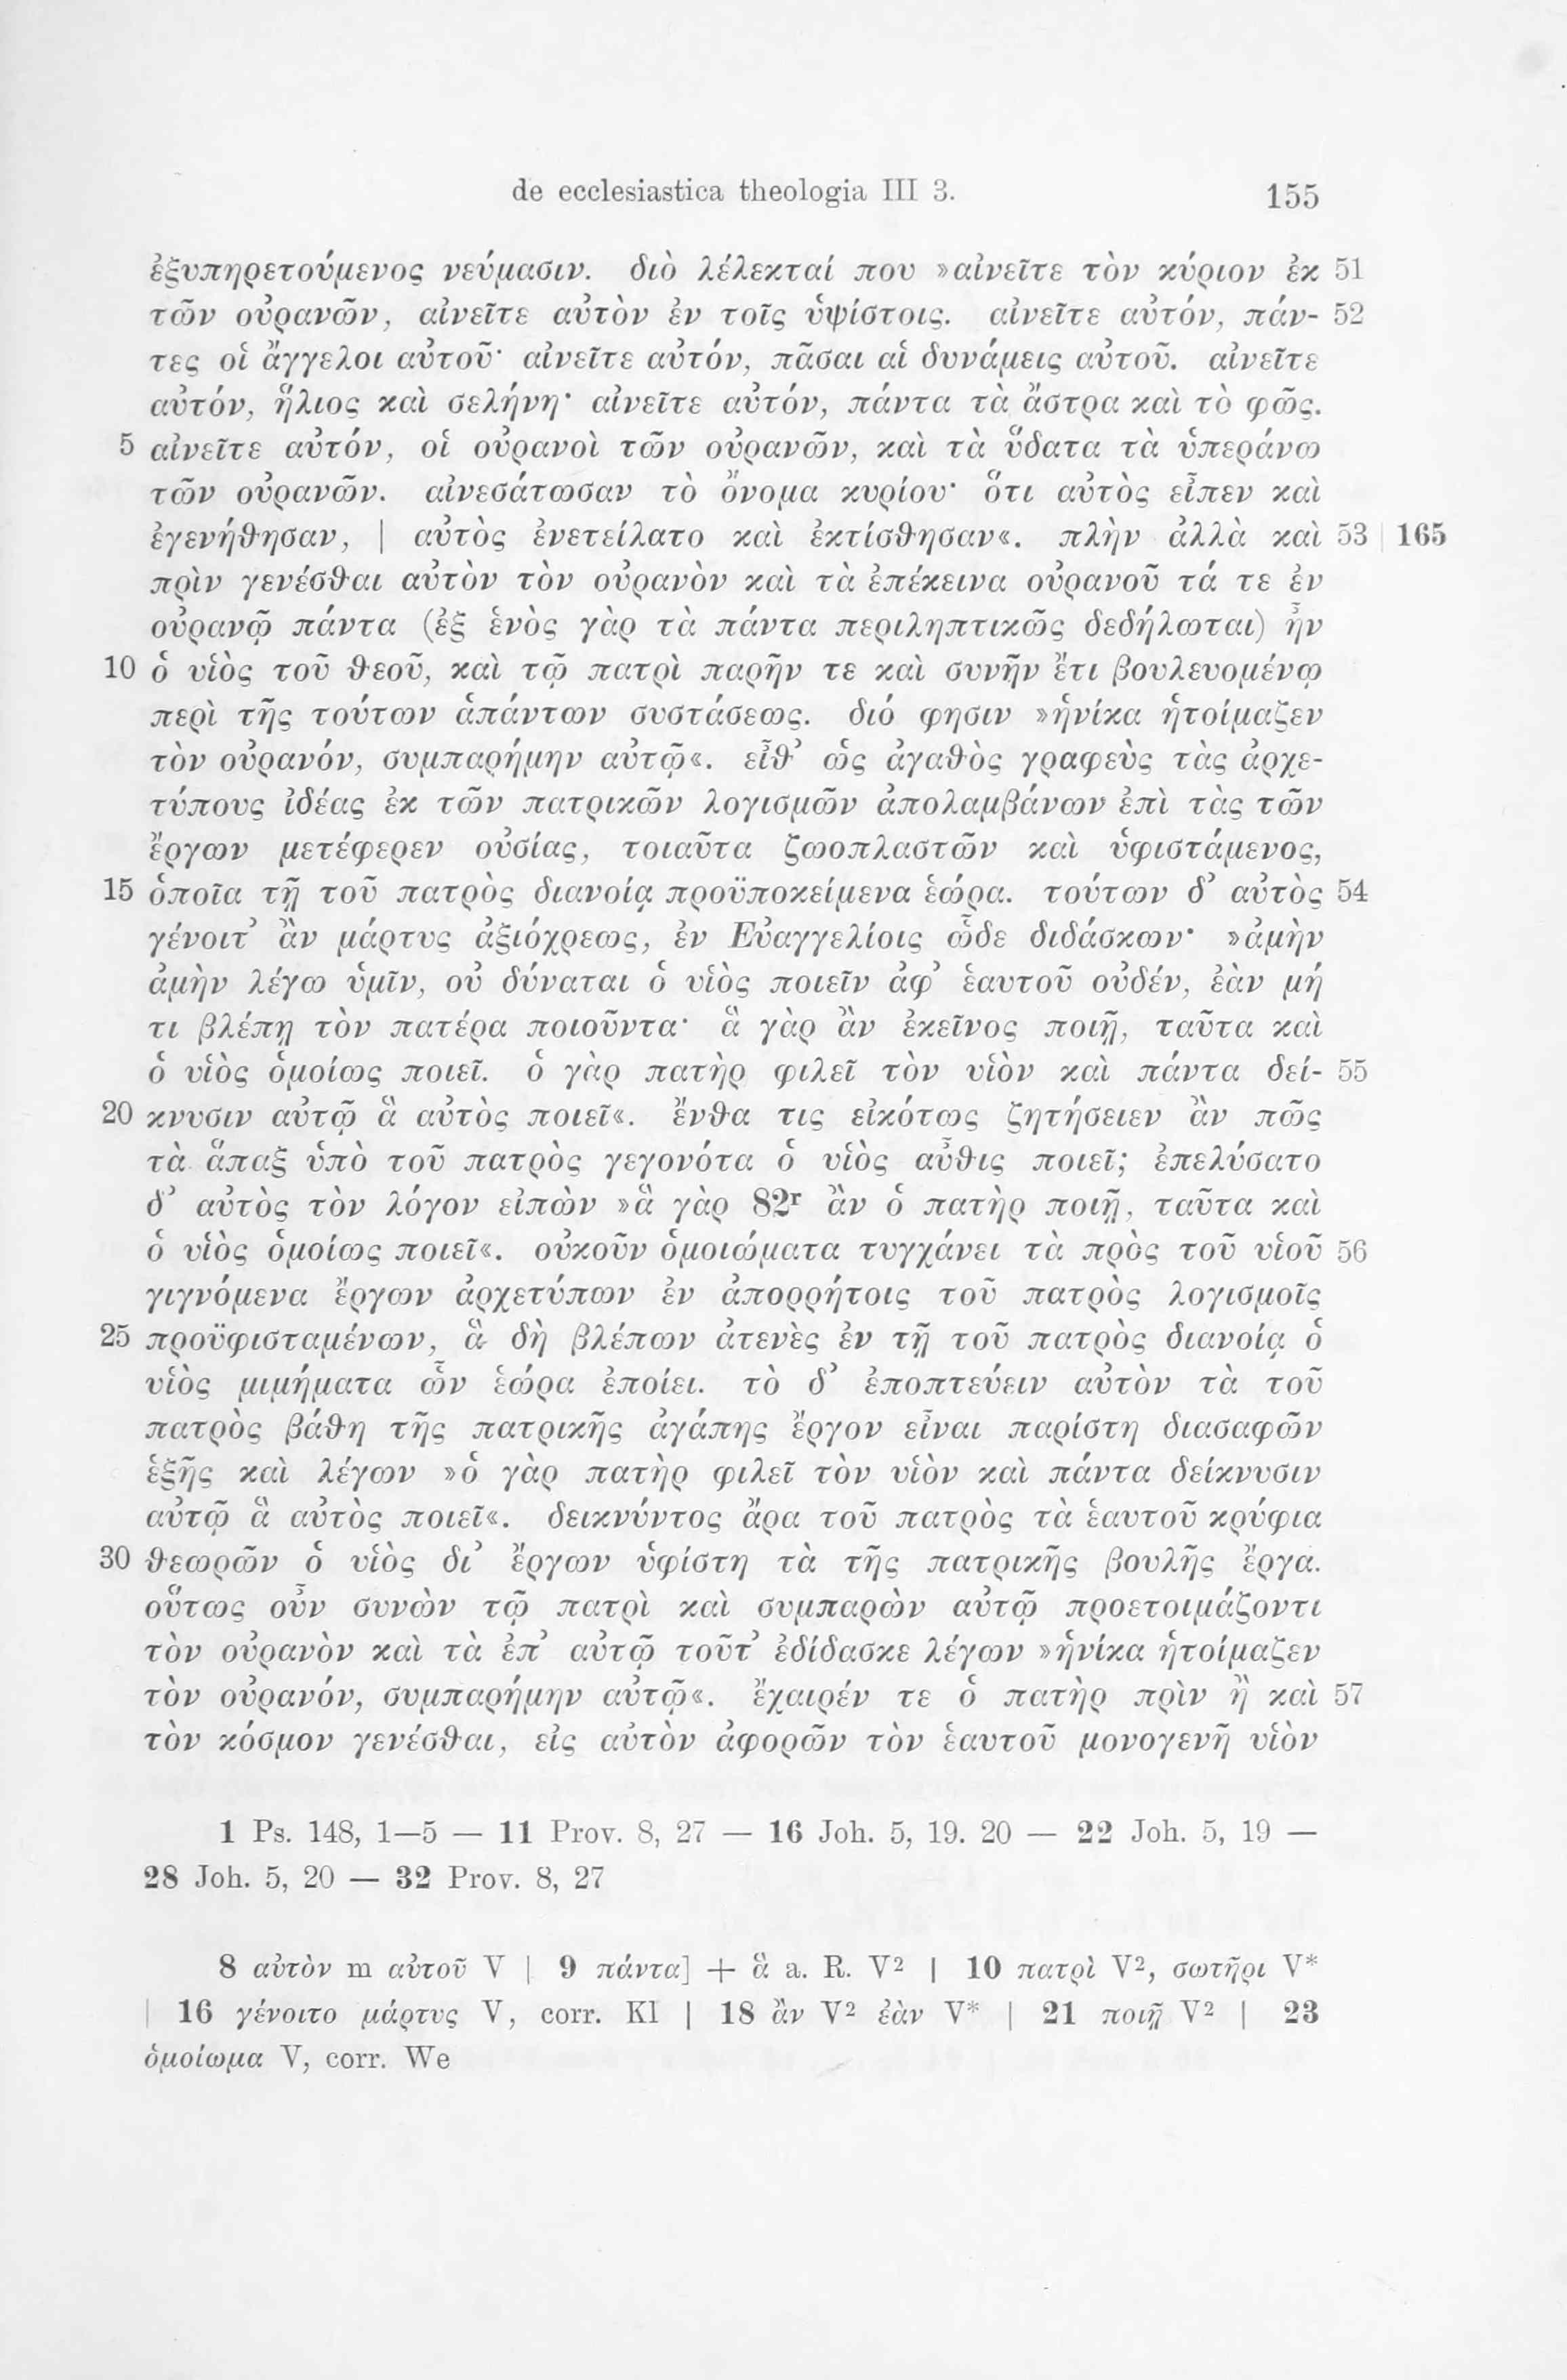 de ecclesiastica theologia III 3. 155
ἐξυπηρετούμενος νεύμασιν. διὸ λέλεκταί που »αἰνεῖτε τὸν κύριον ἐκ 51
τῶν οὐρανῶν, αἰνεῖτε αὐτὸν ἐν τοῖς ὑψίστοις. αἰνεῖτε αὐτόν, πάν- 52
τες οἱ ἄγγελοι αὐτοῦ· αἰνεῖτε αὐτόν, πᾶσαι αἱ δυνάμεις αὐτοῦ. αἰνεῖτε
αὐτόν, ἥλιος καὶ σελήνη· αἰνεῖτε αὐτόν, πάντα τὰ ἄστρα καὶ τὸ φῶς.
5 αἰνεῖτε αὐτόν, οἱ οὐρανοὶ τῶν οὐρανῶν, καὶ τὰ ὕδατα τὰ ὑπεράνω
τῶν οὐρανῶν. αἰνεσάτωσαν τὸ ὄνομα κυρίου· ὅτι αὐτὸς εἶπεν καὶ
ἐγενήθησαν, | αὐτὸς ἐνετείλατο καὶ ἐκτίσθησαν«. πλὴν ἀλλὰ καὶ 53 | 165
πρὶν γενέσθαι αὐτὸν τὸν οὐρανὸν καὶ τὰ ἐπέκεινα οὐρανοῦ τά τε ἐν
οὐρανῷ πάντα (ἐξ ἑνὸς γὰρ τὰ πάντα περιληπτικῶς δεδήλωται) ἦν
10 ὁ υἱὸς τοῦ θεοῦ, καὶ τῷ πατρὶ παρῆν τε καὶ συνῆν ἔτι βουλευομένῳ
περὶ τῆς τούτων ἁπάντων συστάσεως. διό φησιν »ἡνίκα ἡτοίμαζεν
τὸν οὐρανόν, συμπαρήμην αὐτῷ«. εἶθ’ ὡς ἀγαθὸς γραφεὺς τὰς ἀρχε-
τύπους ἰδέας ἐκ τῶν πατρικῶν λογισμῶν ἀπολαμβάνων ἐπὶ τὰς τῶν
ἔργων μετέφερεν οὐσίας, τοιαῦτα ζωοπλαστῶν καὶ ὑφιστάμενος,
15 ὁποῖα τῇ τοῦ πατρὸς διανοίᾳ προϋποκείμενα ἑώρα. τούτων δ’ αὐτὸς 54
γένοιτ’ ἂν μάρτυς ἀξιόχρεως, ἐν Εὐαγγελίοις ὧδε διδάσκων· »ἀμὴν
ἀμὴν λέγω ὑμῖν, οὐ δύναται ὁ υἱὸς ποιεῖν ἀφ’ ἑαυτοῦ οὐδέν, ἐὰν μή
τι βλέπῃ τὸν πατέρα ποιοῦντα· ἃ γὰρ ἂν ἐκεῖνος ποιῇ, ταῦτα καὶ
ὁ υἱὸς ὁμοίως ποιεῖ. ὁ γὰρ πατὴρ φιλεῖ τὸν υἱὸν καὶ πάντα δεί- 55
20 κνυσιν αὐτῷ ἃ αὐτὸς ποιεῖ«. ἔνθα τις εἰκότως ζητήσειεν ἂν πῶς
τὰ ἅπαξ ὑπὸ τοῦ πατρὸς γεγονότα ὁ υἱὸς αὖθις ποιεῖ; ἐπελύσατο
δ’ αὐτὸς τὸν λόγον εἰπὼν »ἃ γὰρ 82ʳ ἂν ὁ πατὴρ ποιῇ, ταῦτα καὶ
ὁ υἱὸς ὁμοίως ποιεῖ«. οὐκοῦν ὁμοιώματα τυγχάνει τὰ πρὸς τοῦ υἱοῦ 56
γιγνόμενα ἔργων ἀρχετύπων ἐν ἀπορρήτοις τοῦ πατρὸς λογισμοῖς
25 προϋφισταμένων, ἃ δὴ βλέπων ἀτενὲς ἐν τῇ τοῦ πατρὸς διανοίᾳ ὁ
υἱὸς μιμήματα ὧν ἑώρα ἐποίει. τὸ δ’ ἐποπτεύειν αὐτὸν τὰ τοῦ
πατρὸς βάθη τῆς πατρικῆς ἀγάπης ἔργον εἶναι παρίστη διασαφῶν
ἑξῆς καὶ λέγων »ὁ γὰρ πατὴρ φιλεῖ τὸν υἱὸν καὶ πάντα δείκνυσιν
αὐτῷ ἃ αὐτὸς ποιεῖ«. δεικνύντος ἄρα τοῦ πατρὸς τὰ ἑαυτοῦ κρύφια
30 θεωρῶν ὁ υἱὸς δι’ ἔργων ὑφίστη τὰ τῆς πατρικῆς βουλῆς ἔργα.
οὕτως οὖν συνὼν τῷ πατρὶ καὶ συμπαρὼν αὐτῷ προετοιμάζοντι
τὸν οὐρανὸν καὶ τὰ ἐπ’ αὐτῷ τοῦτ’ ἐδίδασκε λέγων »ἡνίκα ἡτοίμαζεν
τὸν οὐρανόν, συμπαρήμην αὐτῷ«. ἔχαιρέν τε ὁ πατὴρ πρὶν ἢ καὶ 57
τὸν κόσμον γενέσθαι, εἰς αὐτὸν ἀφορῶν τὸν ἑαυτοῦ μονογενῆ υἱὸν
1 Ps. 148, 1—5 — 11 Prov. 8, 27 — 16 Joh. 5, 19. 20 — 22 Joh. 5, 19 —
28 Joh. 5, 20 — 32 Prov. 8, 27
8 αὐτὸν m αὐτοῦ V | 9 πάντα] + ἃ a. R. V² | 10 πατρὶ V², σωτῆρι V*
| 16 γένοιτο μάρτυς V, corr. Kl | 18 ἂν V² ἐὰν V* | 21 ποιῇ V² | 23
ὁμοίωμα V, corr. We